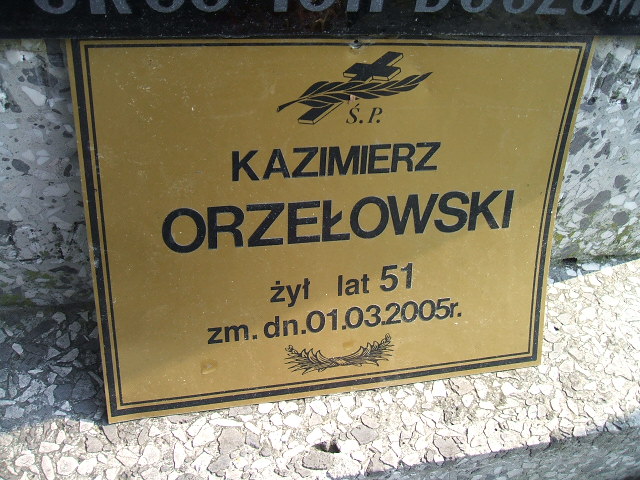 Ś.P.
KAZIMIERZ
ORZEŁOWSKI
żył lat 51
zm. dn. 01.03.2005r.